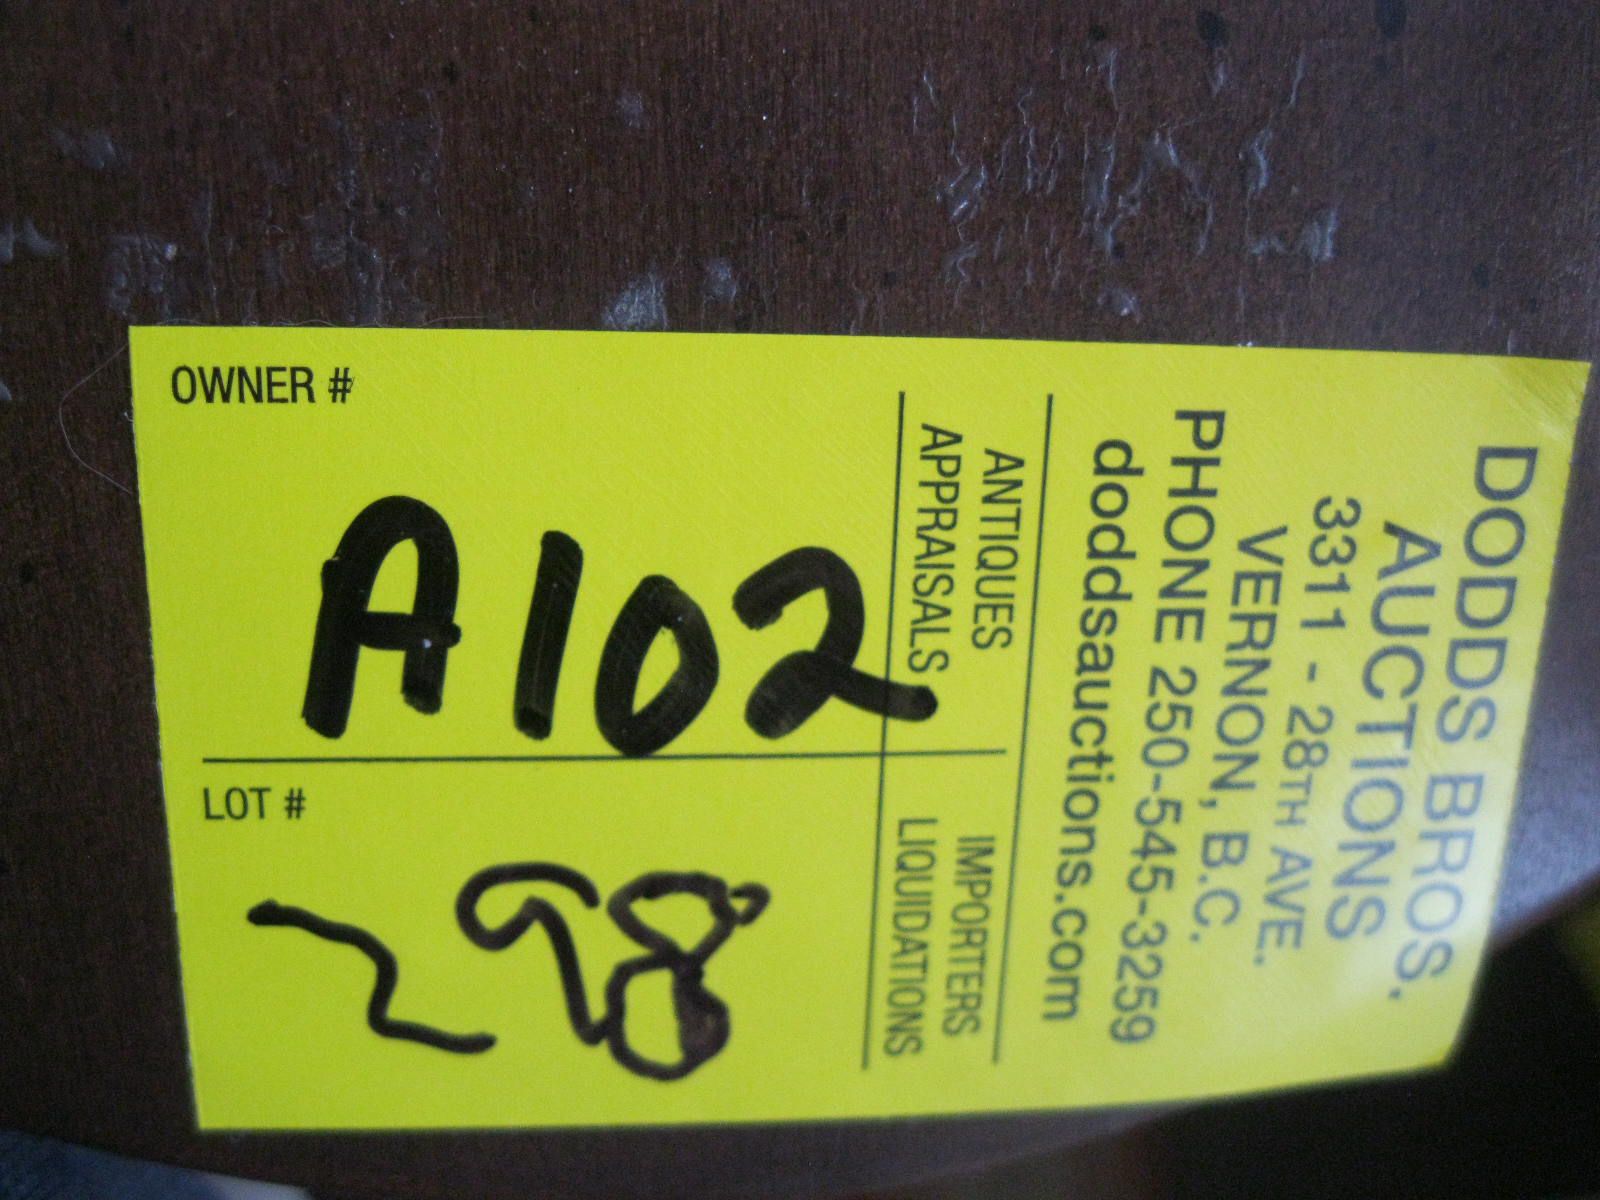 OWNER #
A102
LOT #
298
DODDS BROS.
AUCTIONS
3311 - 28TH AVE.
VERNON, B.C.
PHONE 250-545-3259
doddsauctions.com
ANTIQUES
APPRAISALS
IMPORTERS
LIQUIDATIONS